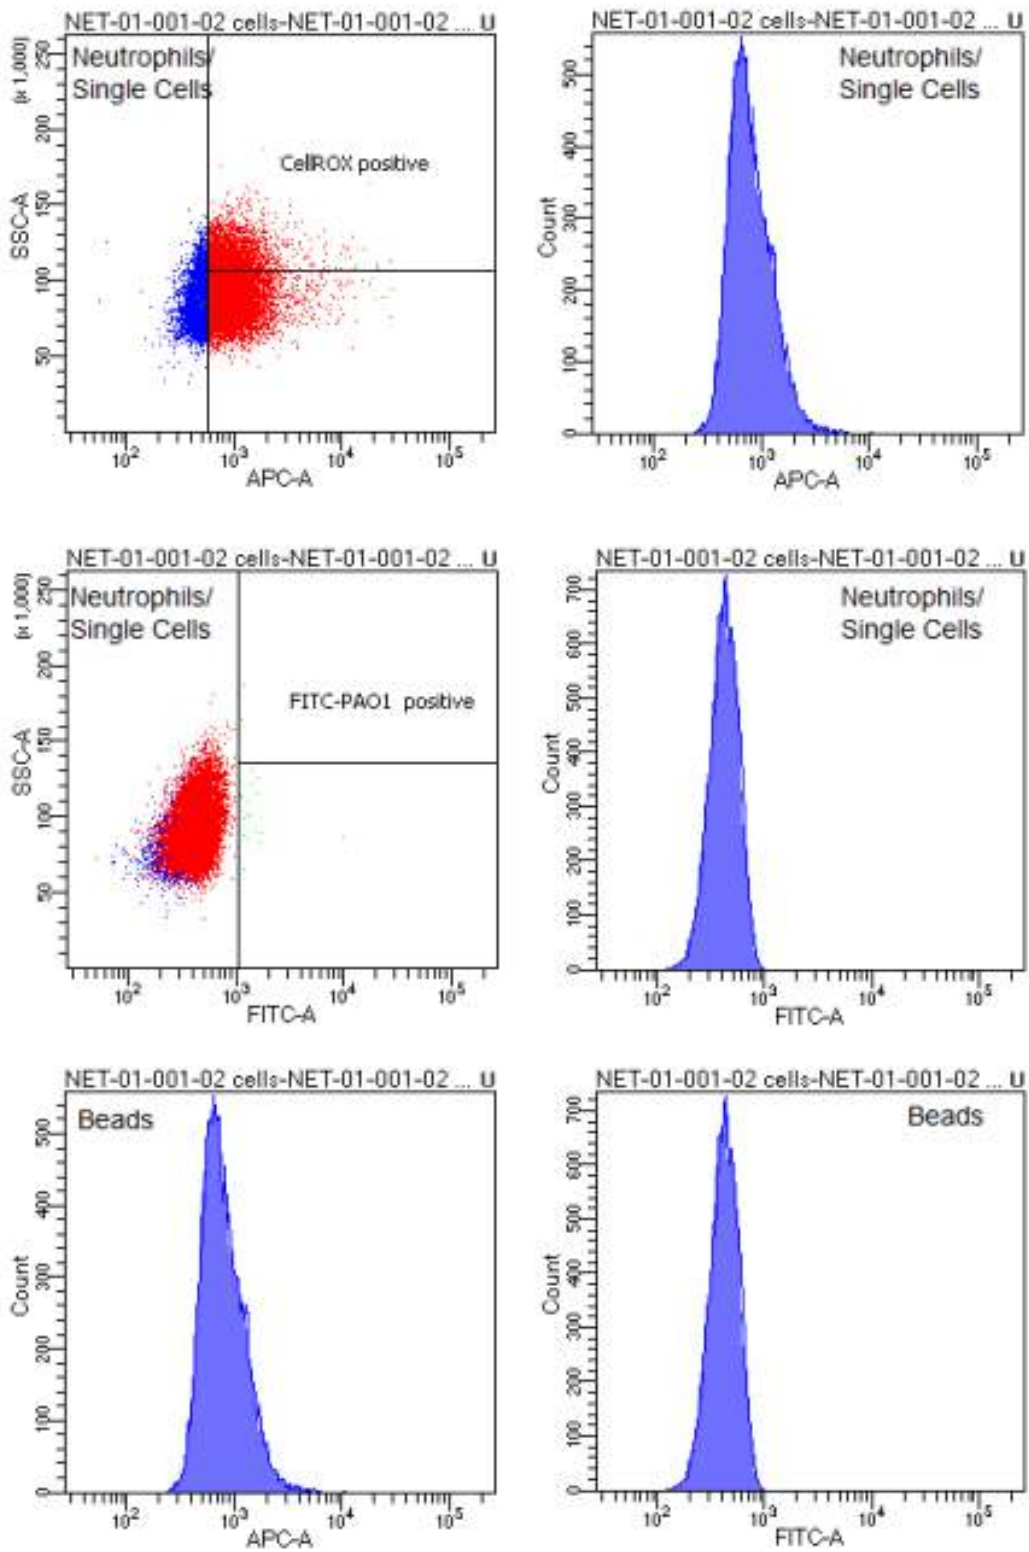 NET-01-001-02 cells-NET-01-001-02 ... U
Neutrophils/
Single Cells
CellROX positive
(x 1,000)
SSC-A
50 100 150 200 250
10² 10³ 10⁴ 10⁵
APC-A
NET-01-001-02 cells-NET-01-001-02 ... U
Neutrophils/
Single Cells
Count
0 100 200 300 400 500
10² 10³ 10⁴ 10⁵
APC-A
NET-01-001-02 cells-NET-01-001-02 ... U
Neutrophils/
Single Cells
FITC-PAO1 positive
(x 1,000)
SSC-A
50 100 150 200 250
10² 10³ 10⁴ 10⁵
FITC-A
NET-01-001-02 cells-NET-01-001-02 ... U
Neutrophils/
Single Cells
Count
0 100 200 300 400 500 600 700
10² 10³ 10⁴ 10⁵
FITC-A
NET-01-001-02 cells-NET-01-001-02 ... U
Beads
Count
0 100 200 300 400 500
10² 10³ 10⁴ 10⁵
APC-A
NET-01-001-02 cells-NET-01-001-02 ... U
Beads
Count
0 100 200 300 400 500 600 700
10² 10³ 10⁴ 10⁵
FITC-A